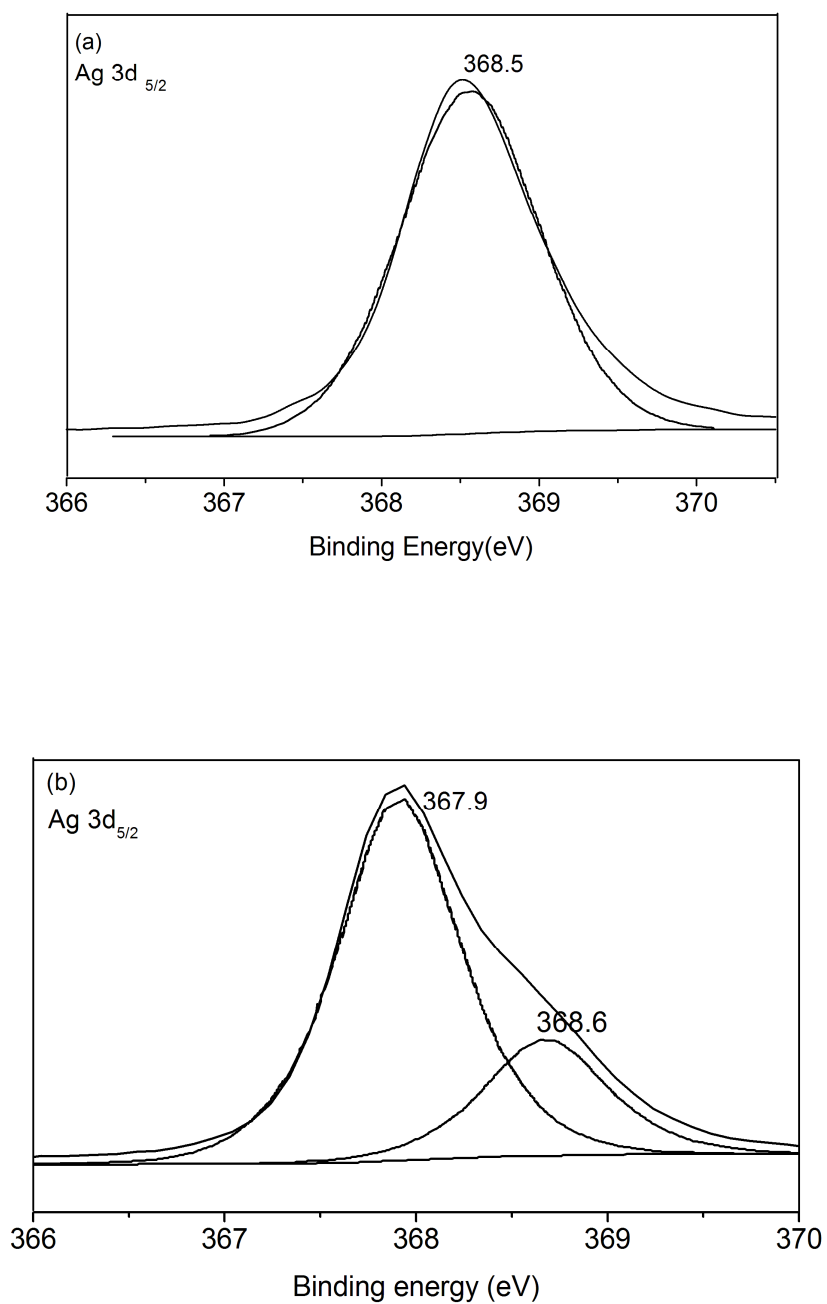 (a)
Ag 3d 5/2
368.5
366 367 368 369 370
Binding Energy(eV)
(b)
Ag 3d5/2
367.9
368.6
366 367 368 369 370
Binding energy (eV)